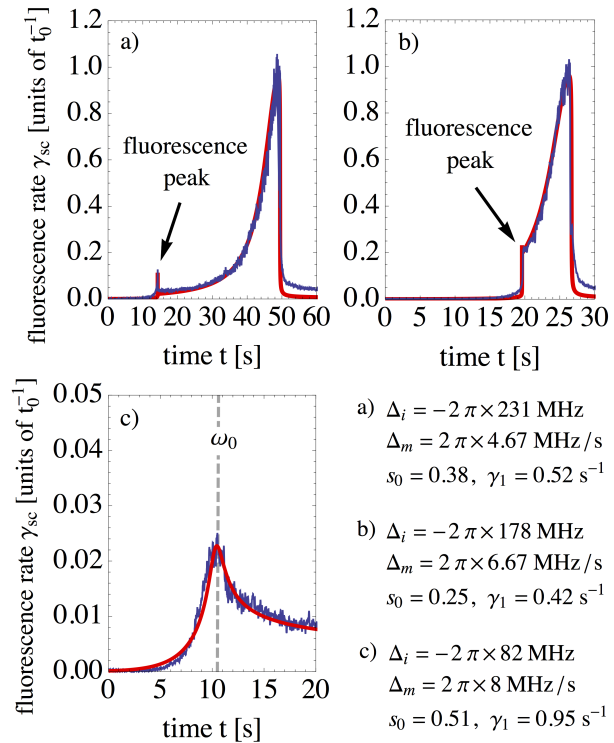 a)
fluorescence rate γsc [units of t0^-1]
1.0
0.8
0.6
0.4
0.2
0.0
fluorescence
peak
0 10 20 30 40 50 60
time t [s]
b)
1.0
0.8
0.6
0.4
0.2
0.0
fluorescence
peak
0 5 10 15 20 25 30
time t [s]
c)
fluorescence rate γsc [units of t0^-1]
0.05
0.04
0.03
0.02
0.01
0.00
ω0
0 5 10 15 20
time t [s]
a) Δi = −2 π × 231 MHz
Δm = 2 π × 4.67 MHz/s
s0 = 0.38, γ1 = 0.52 s^-1
b) Δi = −2 π × 178 MHz
Δm = 2 π × 6.67 MHz/s
s0 = 0.25, γ1 = 0.42 s^-1
c) Δi = −2 π × 82 MHz
Δm = 2 π × 8 MHz/s
s0 = 0.51, γ1 = 0.95 s^-1